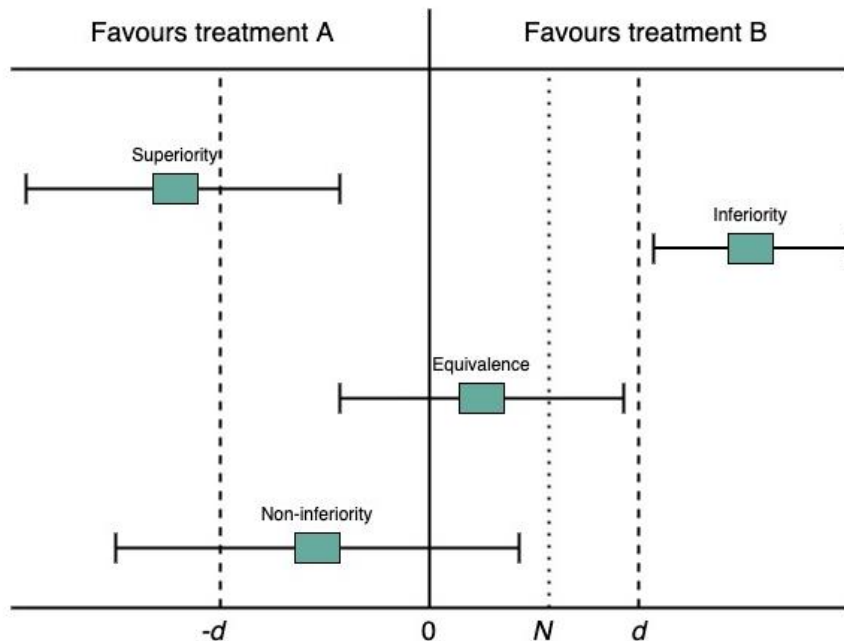 Favours treatment A
Favours treatment B
Superiority
Inferiority
Equivalence
Non-inferiority
-d 0 N d